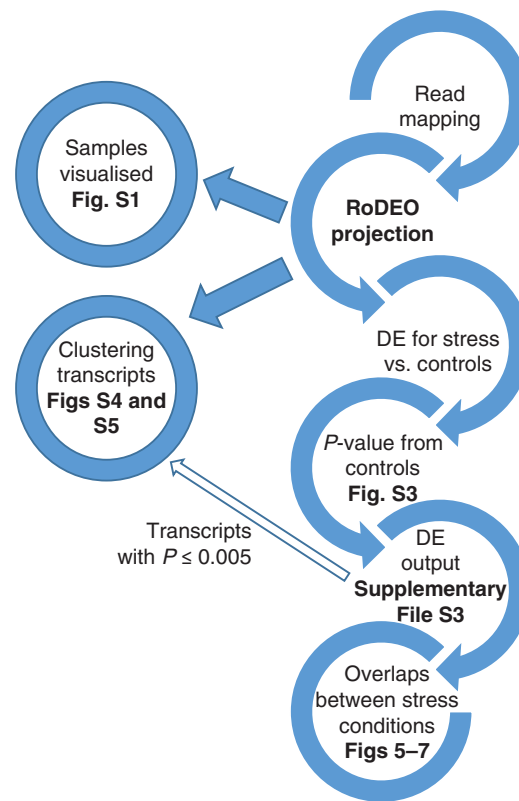 Read
mapping
Samples
visualised
Fig. S1
RoDEO
projection
DE for stress
vs. controls
Clustering
transcripts
Figs S4 and
S5
P-value from
controls
Fig. S3
Transcripts
with P ≤ 0.005
DE
output
Supplementary
File S3
Overlaps
between stress
conditions
Figs 5–7